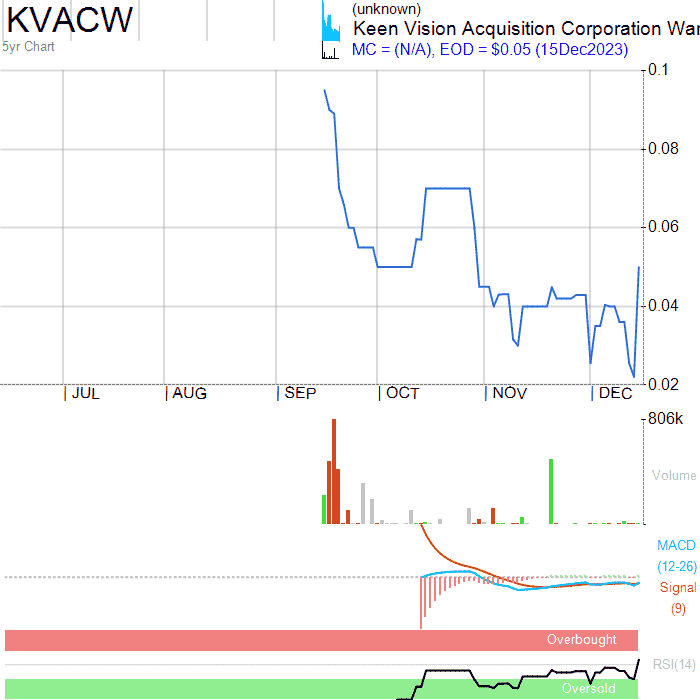 KVACW
5yr Chart
(unknown)
Keen Vision Acquisition Corporation War
MC = (N/A), EOD = $0.05 (15Dec2023)
0.1
0.08
0.06
0.04
0.02
JUL AUG SEP OCT NOV DEC
806k
Volume
MACD
(12-26)
Signal
(9)
Overbought
RSI(14)
Oversold